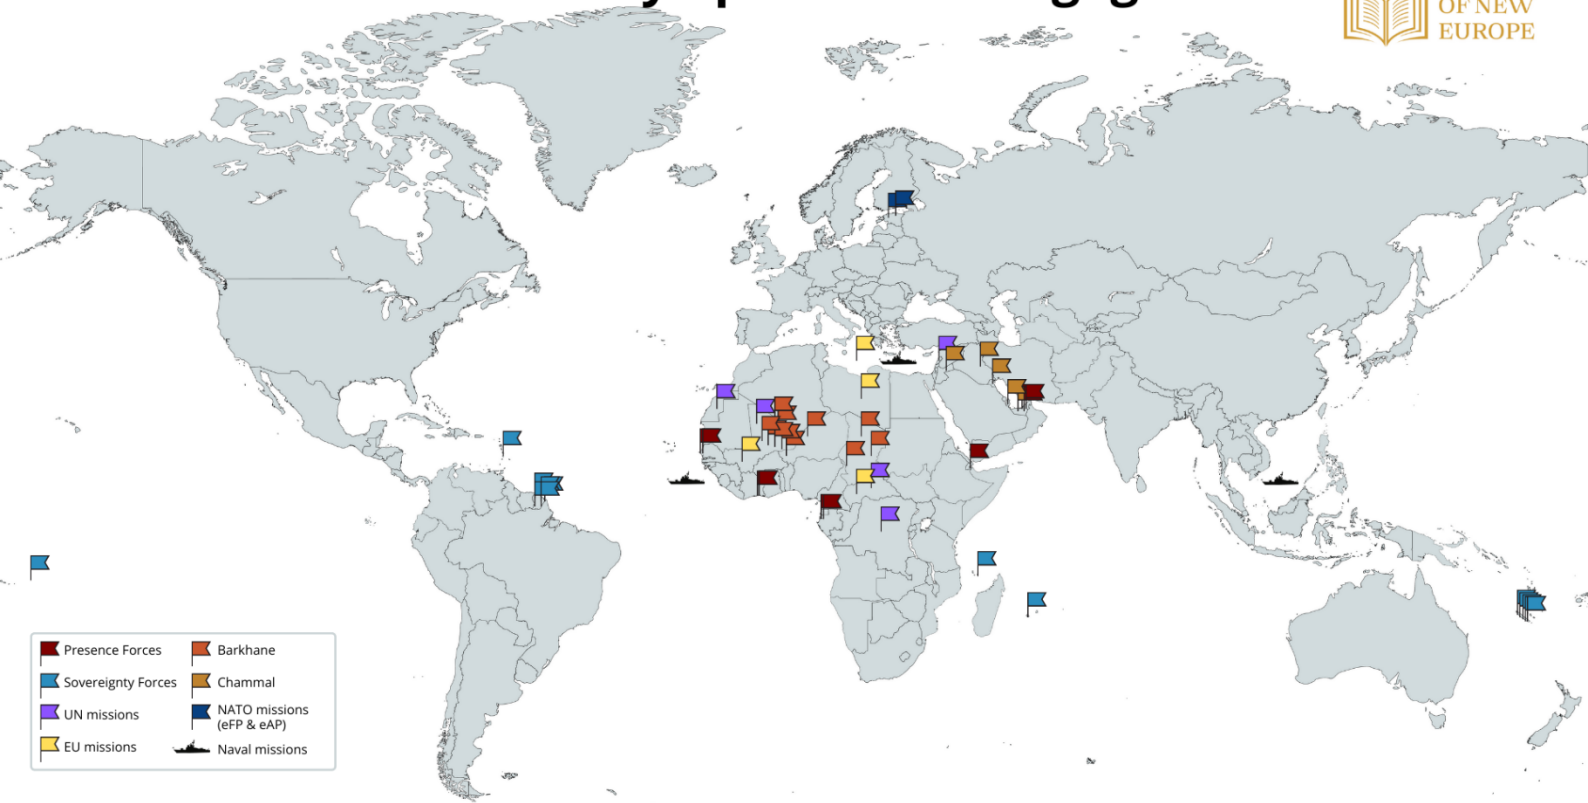 OF NEW
EUROPE
Presence Forces
Barkhane
Sovereignty Forces
Chammal
UN missions
NATO missions
(eFP & eAP)
EU missions
Naval missions